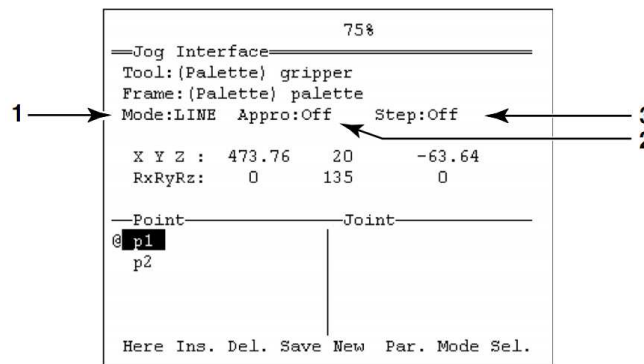 75%
Jog Interface
Tool:(Palette) gripper
Frame:(Palette) palette
1 Mode:LINE Appro:Off Step:Off 3
2
X Y Z : 473.76 20 -63.64
RxRyRz: 0 135 0
Point Joint
@ p1
p2
Here Ins. Del. Save New Par. Mode Sel.